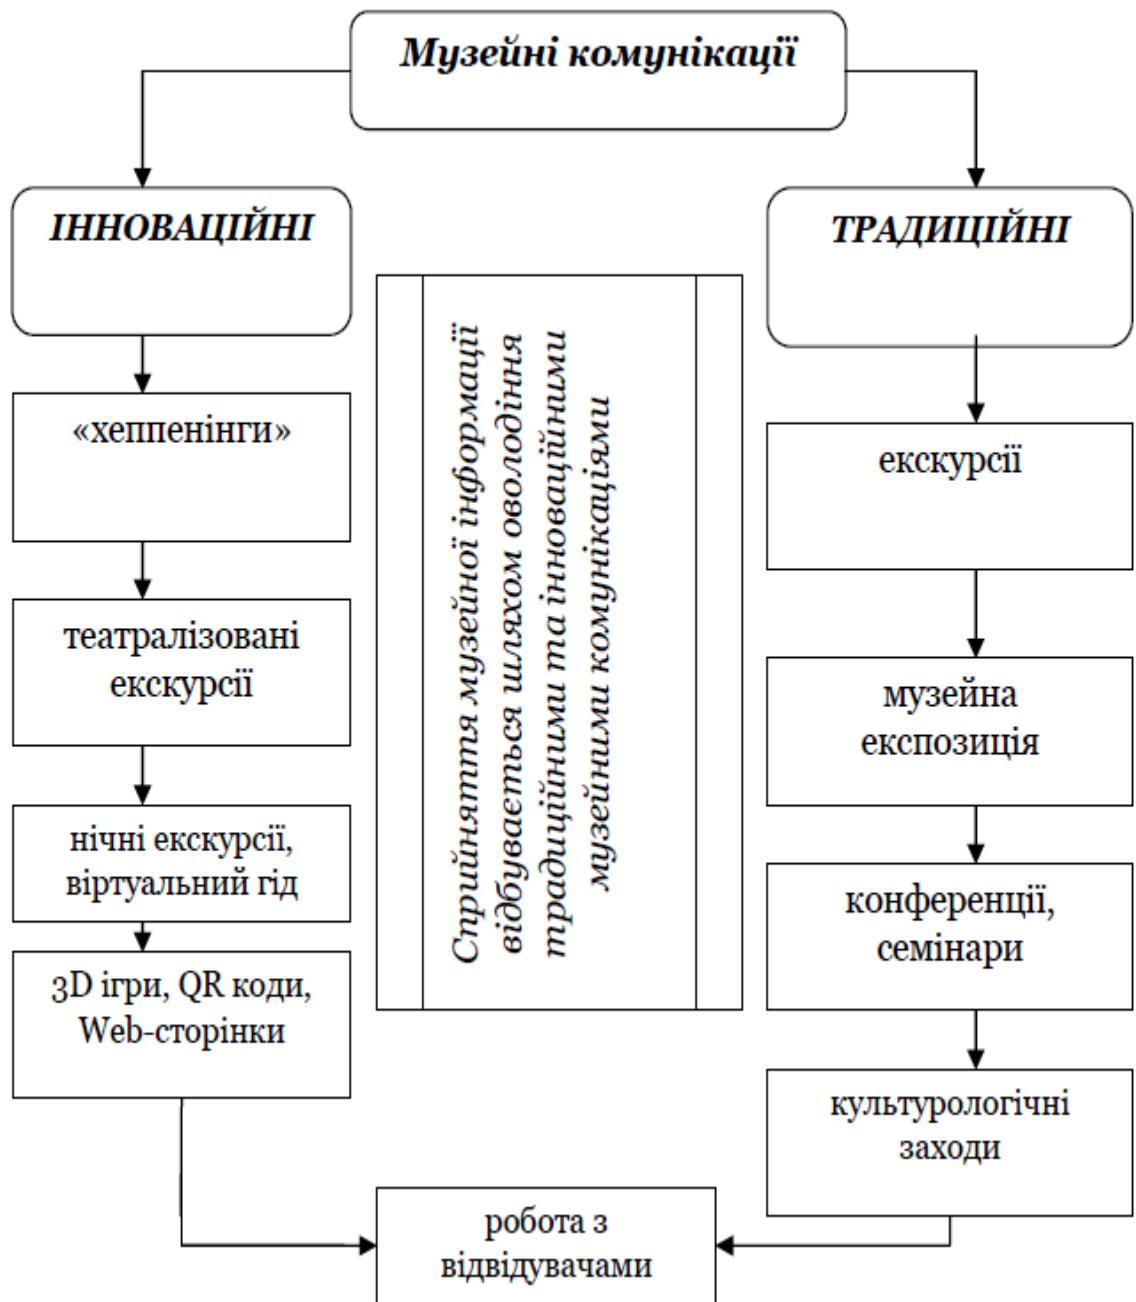 Музейні комунікації
ІННОВАЦІЙНІ
ТРАДИЦІЙНІ
«хеппенінги»
театралізовані
екскурсії
нічні екскурсії,
віртуальний гід
3D ігри, QR коди,
Web-сторінки
Сприйняття музейної інформації
відбувається шляхом оволодіння
традиційними та інноваційними
музейними комунікаціями
екскурсії
музейна
експозиція
конференції,
семінари
культурологічні
заходи
робота з
відвідувачами